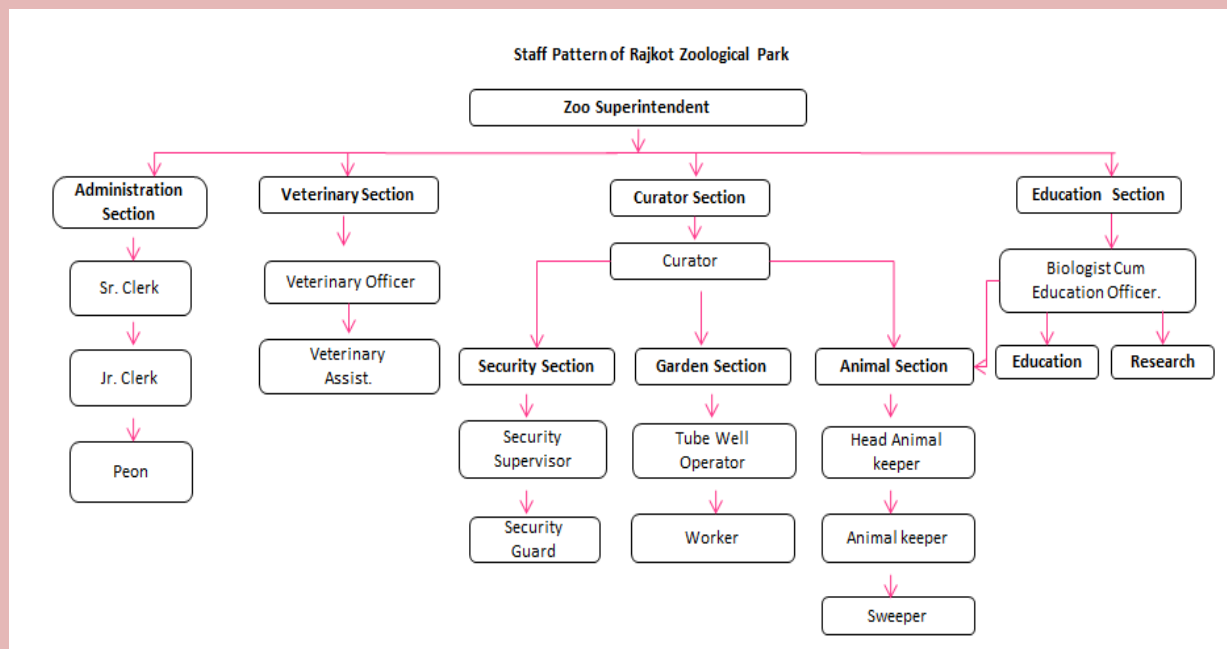 Staff Pattern of Rajkot Zoological Park
Zoo Superintendent
Administration
Section
Veterinary Section
Curator Section
Education Section
Sr. Clerk
Veterinary Officer
Curator
Biologist Cum
Education Officer.
Jr. Clerk
Veterinary
Assist.
Security Section
Garden Section
Animal Section
Education
Research
Peon
Security
Supervisor
Tube Well
Operator
Head Animal
keeper
Security
Guard
Worker
Animal keeper
Sweeper